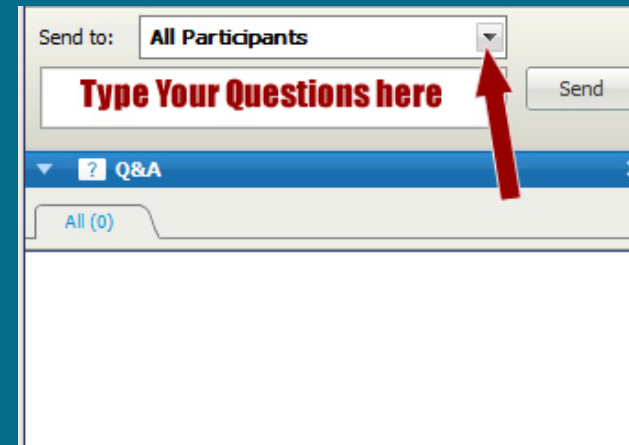 Send to: All Participants
Type Your Questions here
Send
? Q&A
All (0)